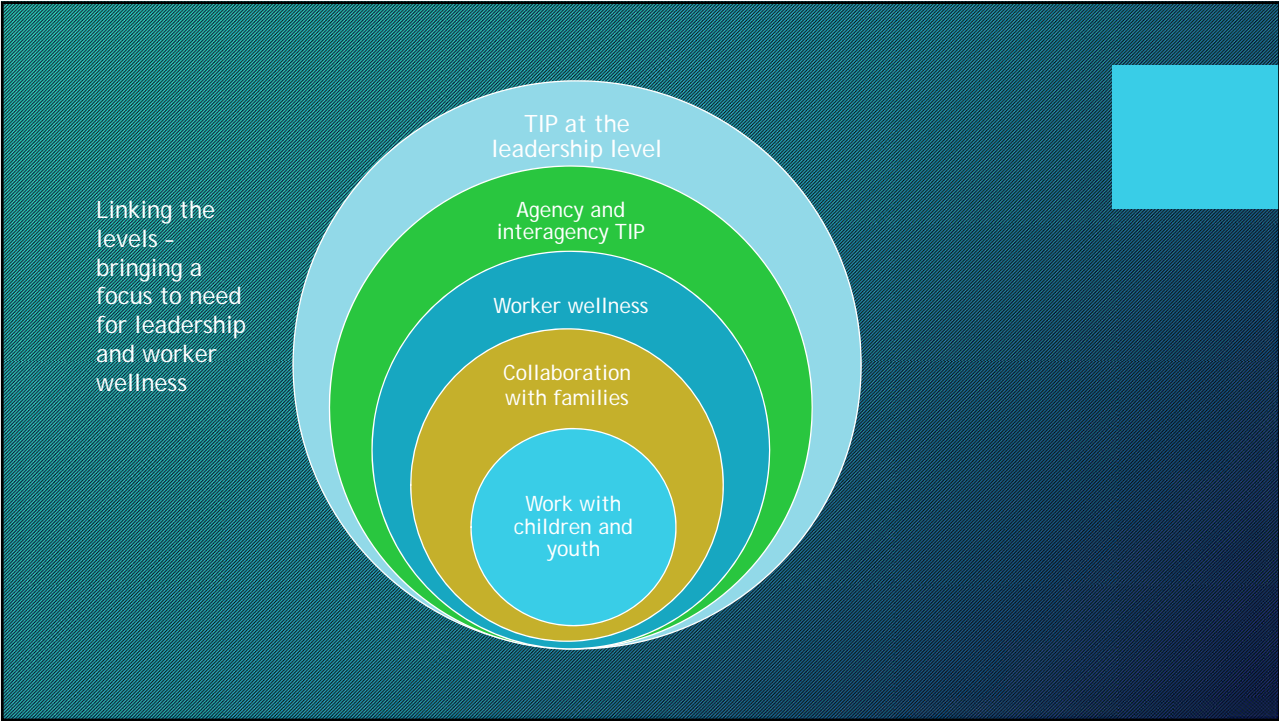 Linking the
levels –
bringing a
focus to need
for leadership
and worker
wellness
TIP at the
leadership level
Agency and
interagency TIP
Worker wellness
Collaboration
with families
Work with
children and
youth